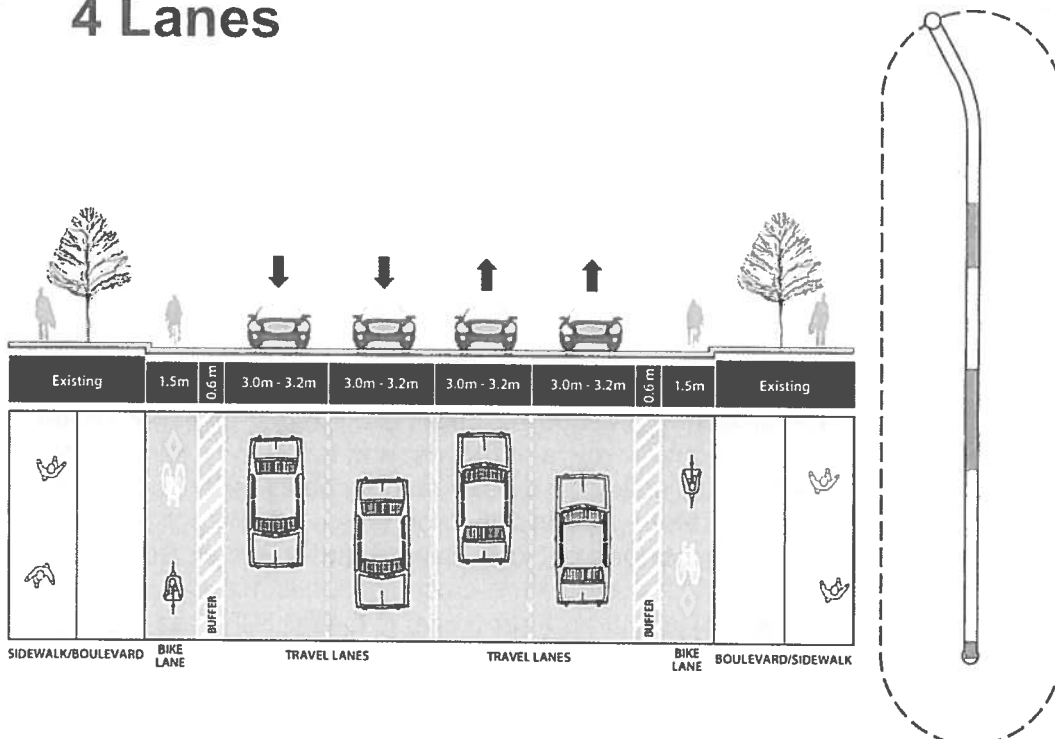 4 Lanes
Existing 1.5m 0.6 m 3.0m - 3.2m 3.0m - 3.2m 3.0m - 3.2m 3.0m - 3.2m 0.6 m 1.5m Existing
BUFFER BUFFER
SIDEWALK/BOULEVARD BIKE LANE TRAVEL LANES TRAVEL LANES BIKE LANE BOULEVARD/SIDEWALK